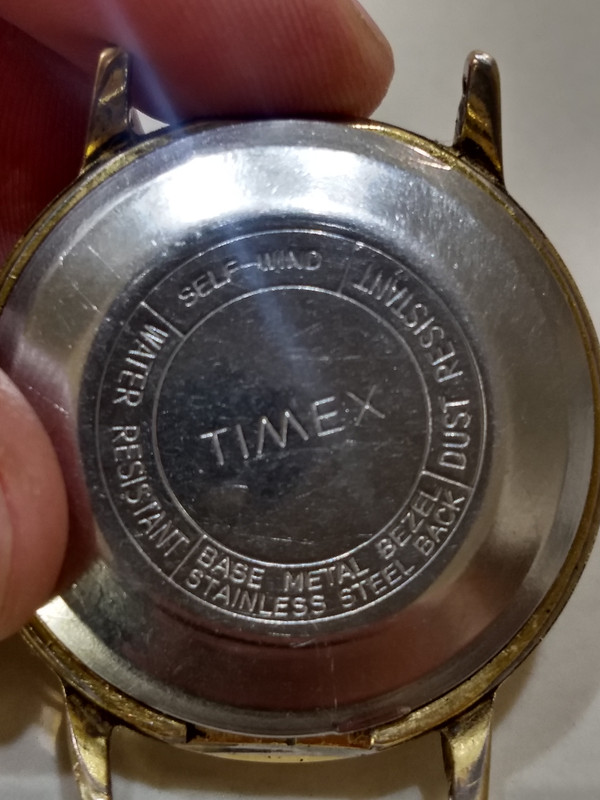 SELF-WIND
DUST RESISTANT
WATER RESISTANT
TIMEX
BASE METAL BEZEL
STAINLESS STEEL BACK